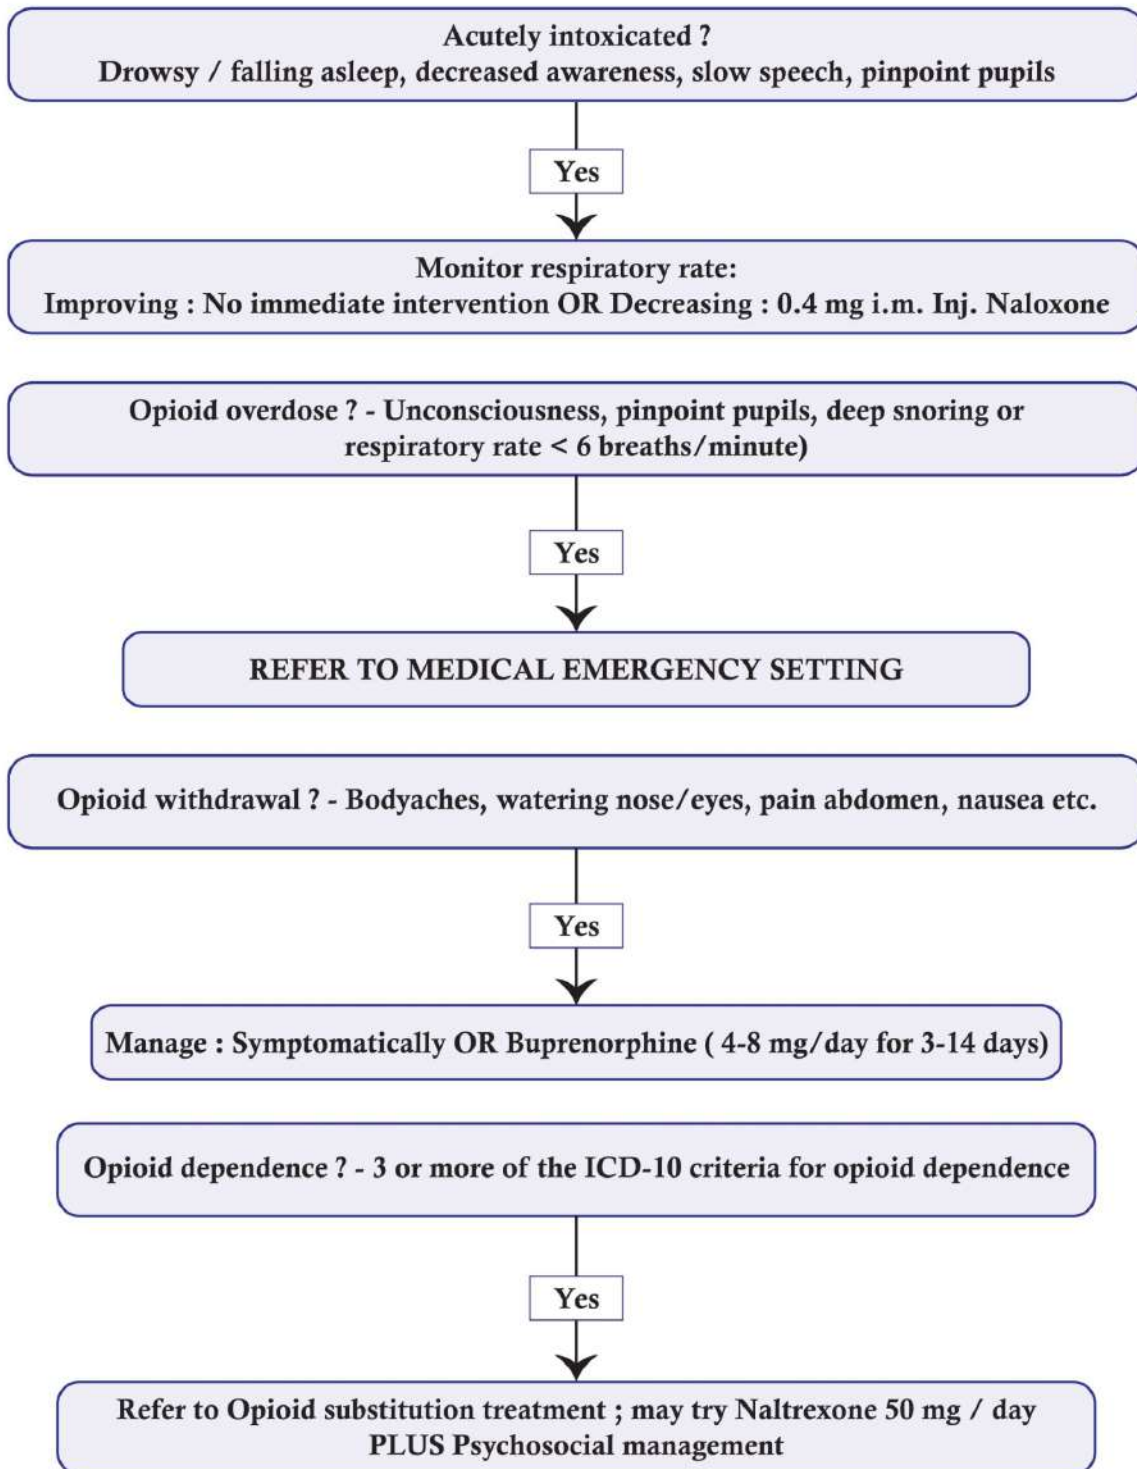 Acutely intoxicated ?
Drowsy / falling asleep, decreased awareness, slow speech, pinpoint pupils
Yes
Monitor respiratory rate:
Improving : No immediate intervention OR Decreasing : 0.4 mg i.m. Inj. Naloxone
Opioid overdose ? - Unconsciousness, pinpoint pupils, deep snoring or
respiratory rate < 6 breaths/minute)
Yes
REFER TO MEDICAL EMERGENCY SETTING
Opioid withdrawal ? - Bodyaches, watering nose/eyes, pain abdomen, nausea etc.
Yes
Manage : Symptomatically OR Buprenorphine ( 4-8 mg/day for 3-14 days)
Opioid dependence ? - 3 or more of the ICD-10 criteria for opioid dependence
Yes
Refer to Opioid substitution treatment ; may try Naltrexone 50 mg / day
PLUS Psychosocial management